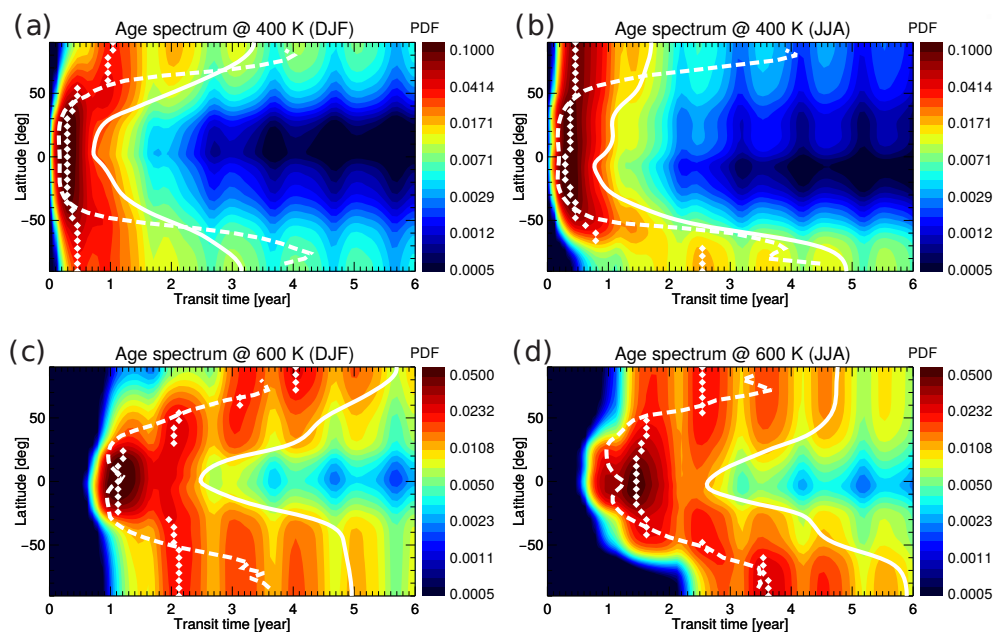 (a)
Age spectrum @ 400 K (DJF)
PDF
50
0
−50
Latitude [deg]
0 1 2 3 4 5 6
Transit time [year]
0.1000
0.0414
0.0171
0.0071
0.0029
0.0012
0.0005
(b)
Age spectrum @ 400 K (JJA)
PDF
50
0
−50
Latitude [deg]
0 1 2 3 4 5 6
Transit time [year]
0.1000
0.0414
0.0171
0.0071
0.0029
0.0012
0.0005
(c)
Age spectrum @ 600 K (DJF)
PDF
50
0
−50
Latitude [deg]
0 1 2 3 4 5 6
Transit time [year]
0.0500
0.0232
0.0108
0.0050
0.0023
0.0011
0.0005
(d)
Age spectrum @ 600 K (JJA)
PDF
50
0
−50
Latitude [deg]
0 1 2 3 4 5 6
Transit time [year]
0.0500
0.0232
0.0108
0.0050
0.0023
0.0011
0.0005